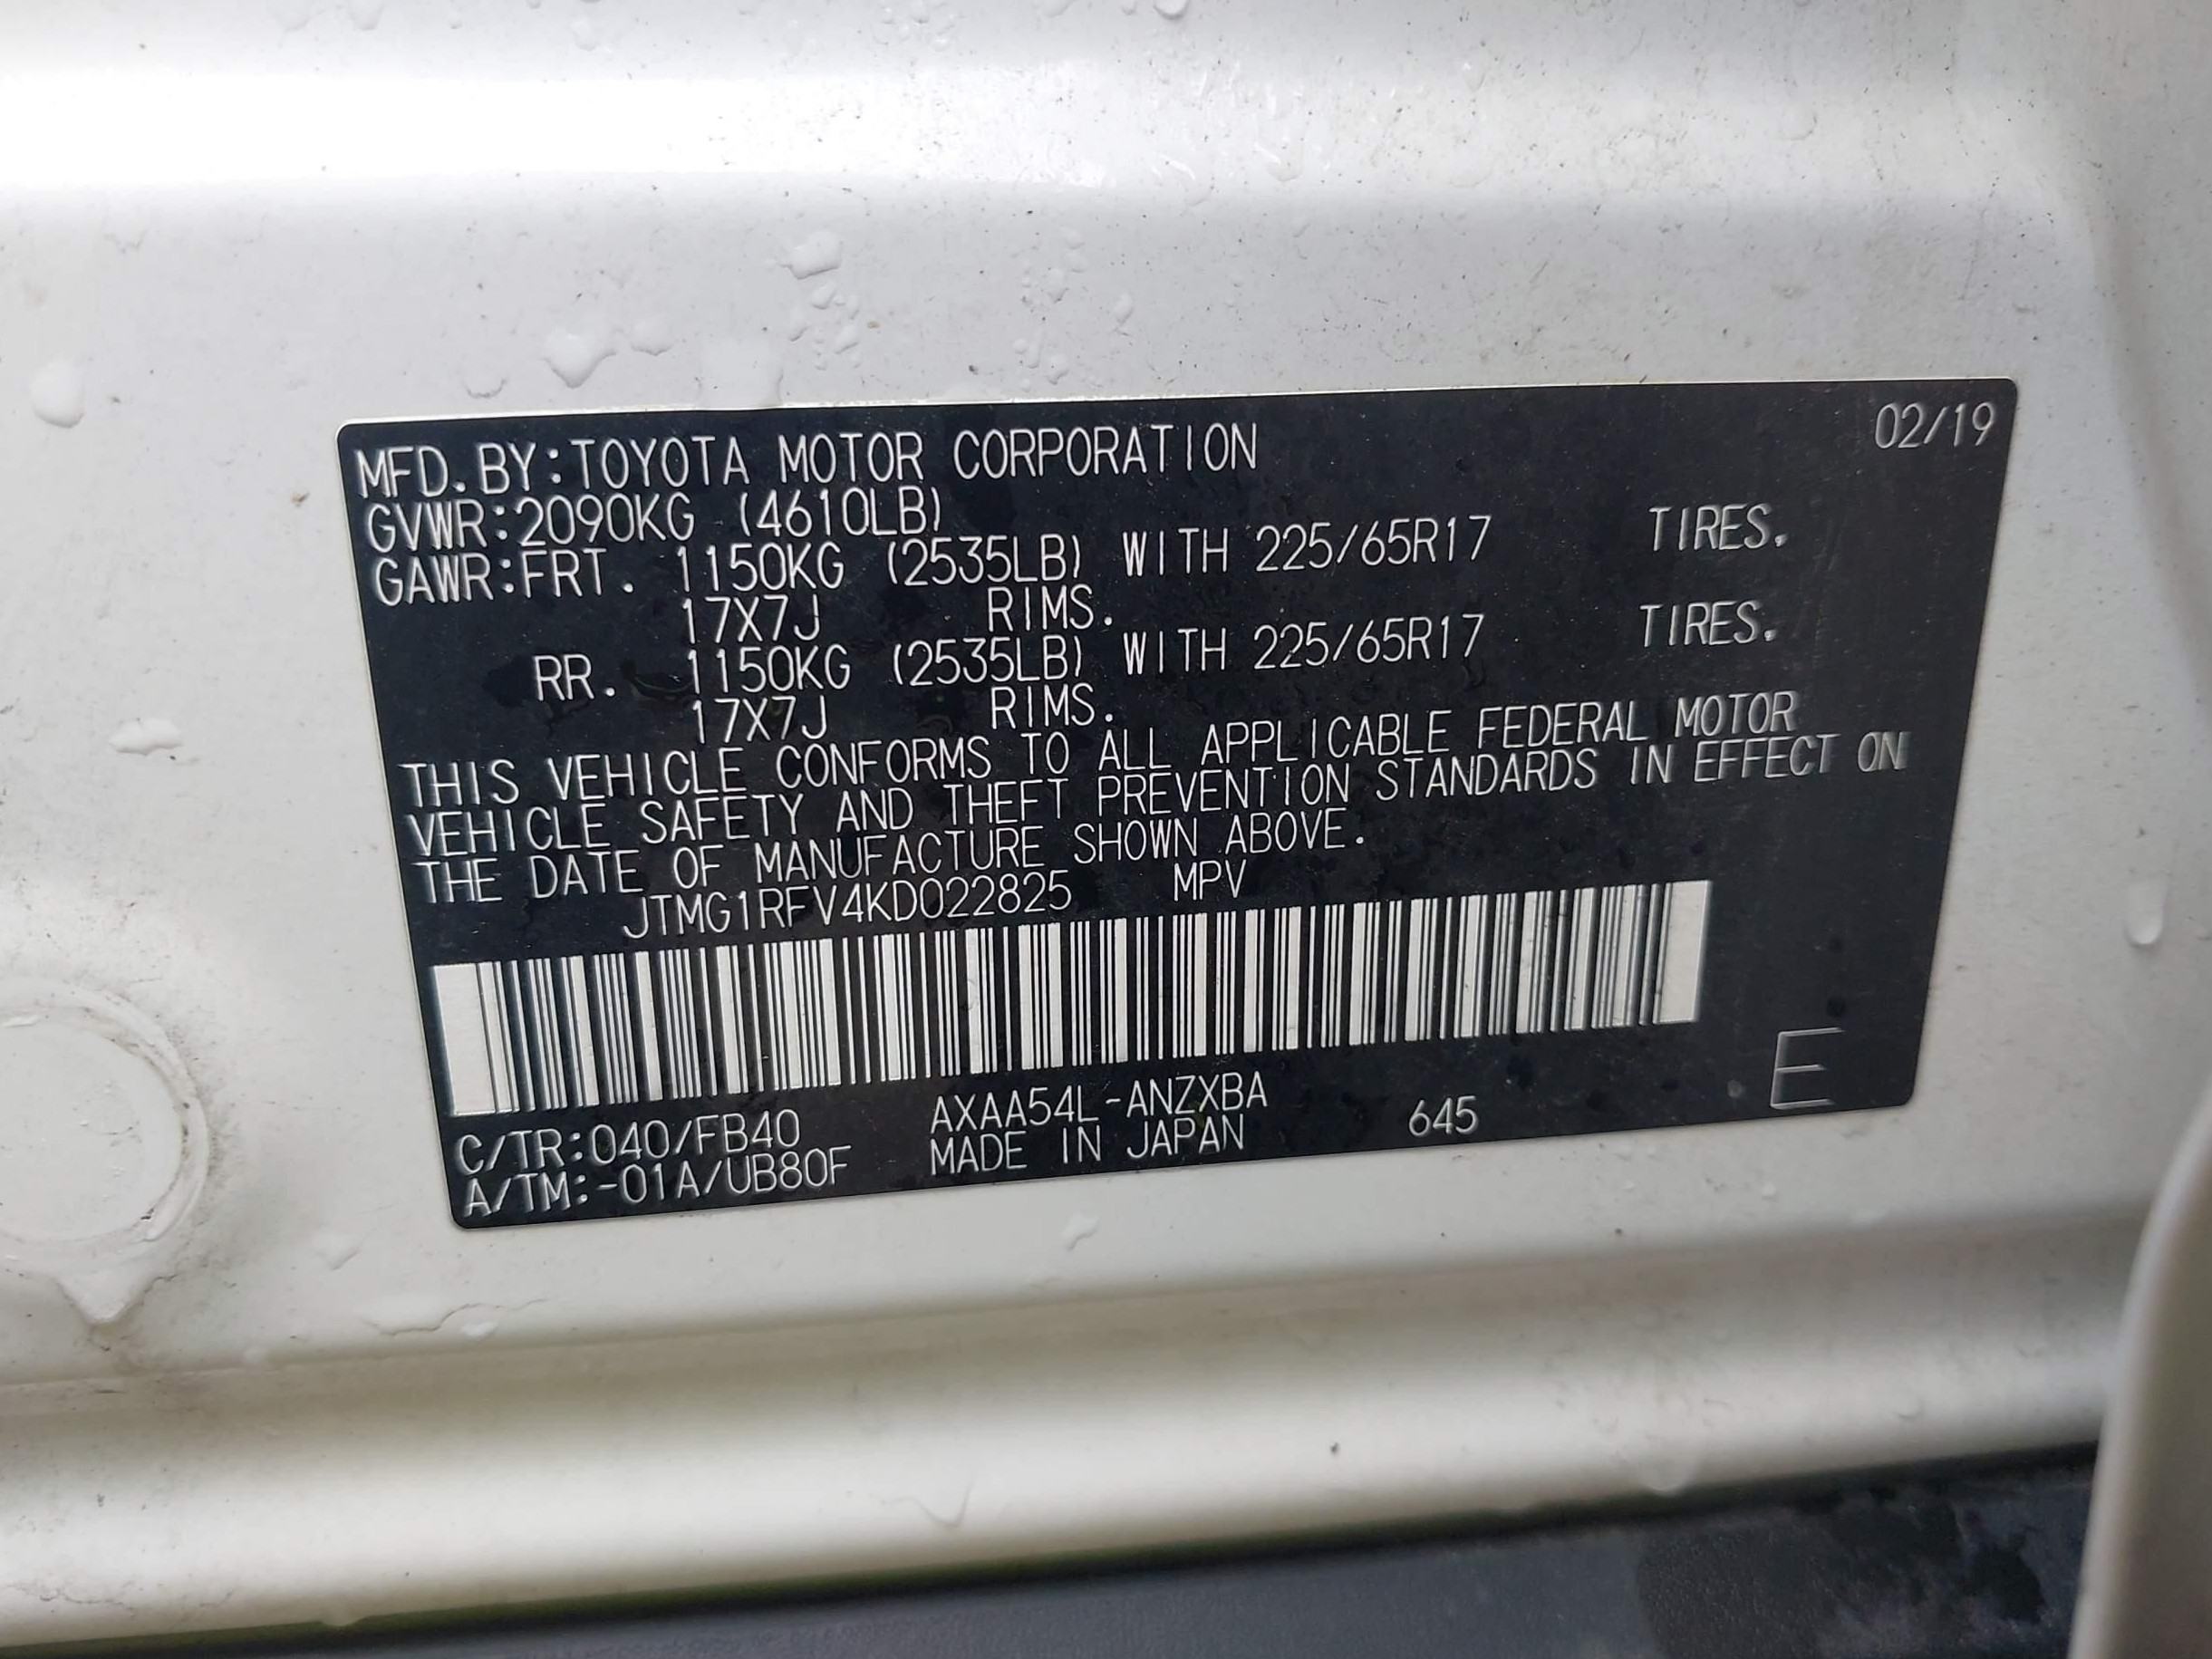 02/19
MFD.BY:TOYOTA MOTOR CORPORATION
GVWR:2090KG (4610LB)
GAWR:FRT. 1150KG (2535LB) WITH 225/65R17 TIRES.
17X7J RIMS.
RR. 1150KG (2535LB) WITH 225/65R17 TIRES.
17X7J RIMS.
THIS VEHICLE CONFORMS TO ALL APPLICABLE FEDERAL MOTOR
VEHICLE SAFETY AND THEFT PREVENTION STANDARDS IN EFFECT ON
THE DATE OF MANUFACTURE SHOWN ABOVE.
JTMG1RFV4KD022825 MPV
E
C/TR:040/FB40 AXAA54L-ANZXBA 645
A/TM:-01A/UB80F MADE IN JAPAN